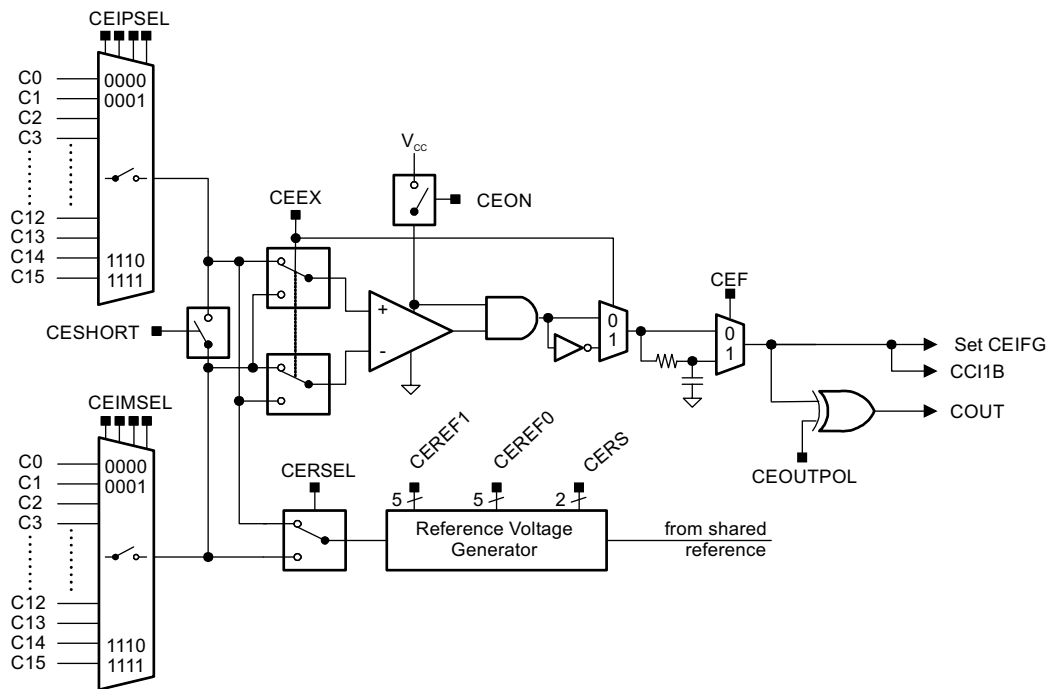 CEIPSEL
C0
0000
C1
0001
C2
C3
C12
C13
C14
1110
C15
1111
VCC
CEON
CEEX
CESHORT
+
-
0
1
CEF
0
1
Set CEIFG
CCI1B
COUT
CEOUTPOL
CEIMSEL
C0
0000
C1
0001
C2
C3
C12
C13
C14
1110
C15
1111
CERSEL
CEREF1
CEREF0
CERS
5
5
2
Reference Voltage
Generator
from shared
reference